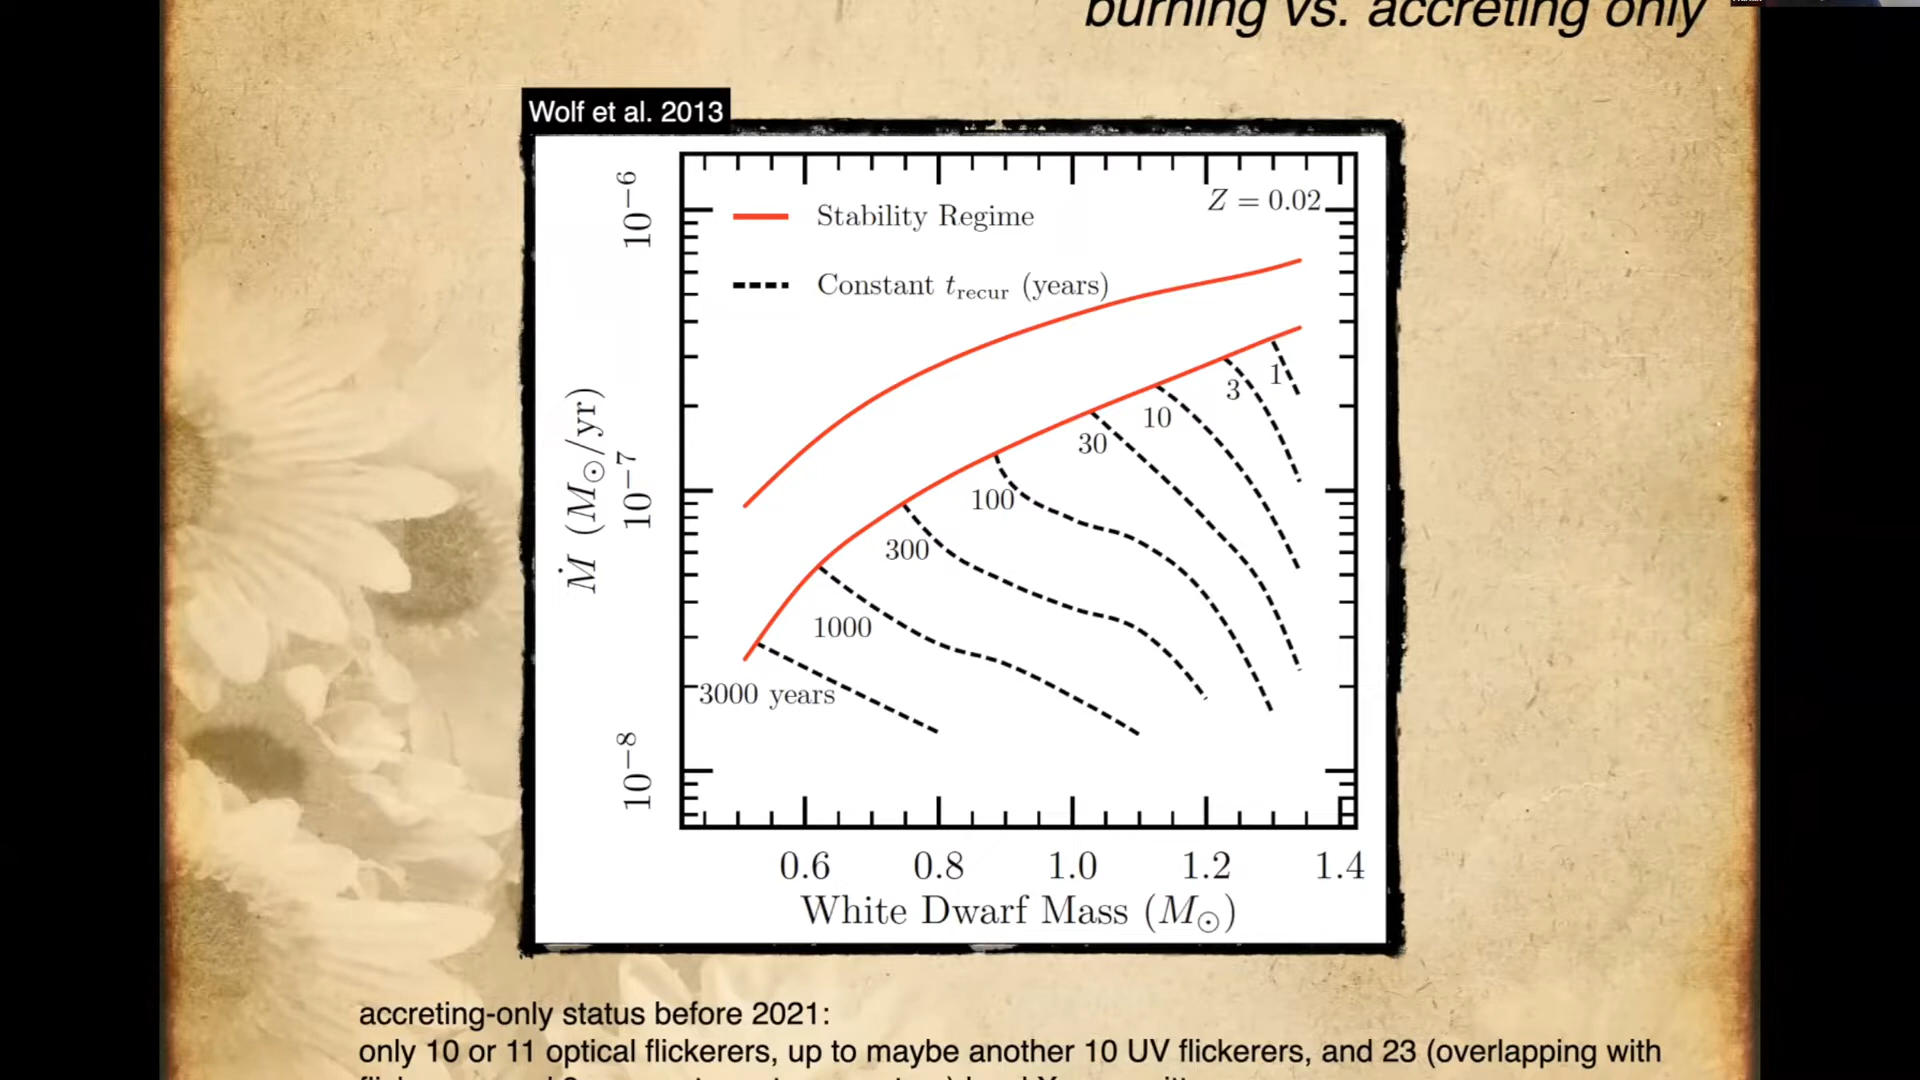 burning vs. accreting only
Wolf et al. 2013
Z = 0.02
Stability Regime
Constant t_recur (years)
10⁻⁶
10⁻⁷
10⁻⁸
Ṁ (M☉/yr)
1
3
10
30
100
300
1000
3000 years
0.6 0.8 1.0 1.2 1.4
White Dwarf Mass (M☉)
accreting-only status before 2021:
only 10 or 11 optical flickerers, up to maybe another 10 UV flickerers, and 23 (overlapping with